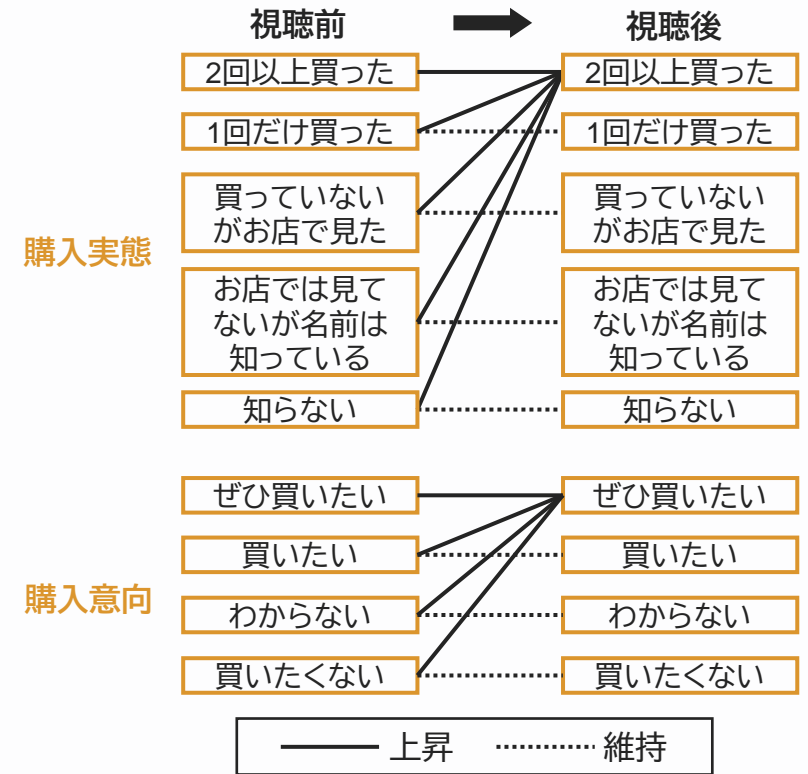 視聴前 視聴後
2回以上買った 2回以上買った
1回だけ買った 1回だけ買った
買っていない
がお店で見た
買っていない
がお店で見た
購入実態
お店では見て
ないが名前は
知っている
お店では見て
ないが名前は
知っている
知らない 知らない
ぜひ買いたい ぜひ買いたい
買いたい 買いたい
購入意向
わからない わからない
買いたくない 買いたくない
上昇 維持